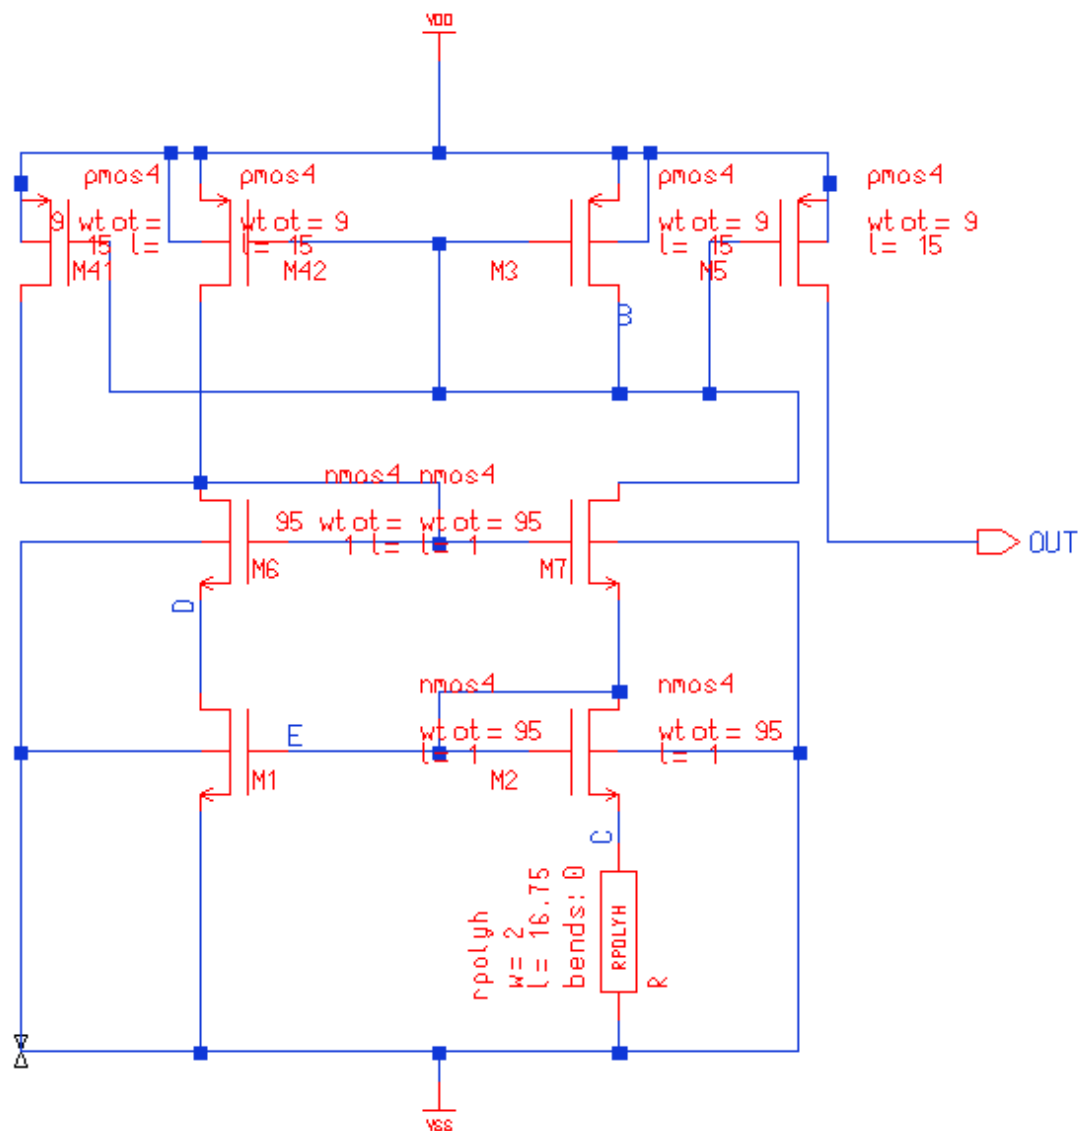 VDD
pmos4
9 wtot=
15 l=
M41
pmos4
wtot= 9
l= 15
M42
pmos4
wtot= 9
l= 15
M3
pmos4
wtot= 9
l= 15
M5
B
nmos4
95 wtot=
1 l=
M6
nmos4
wtot= 95
l= 1
M7
OUT
D
nmos4
wtot= 95
l= 1
M1
E
nmos4
wtot= 95
l= 1
M2
C
rpolyh
w= 2
l= 16.75
bends: 0
RPOLYH
R
VSS